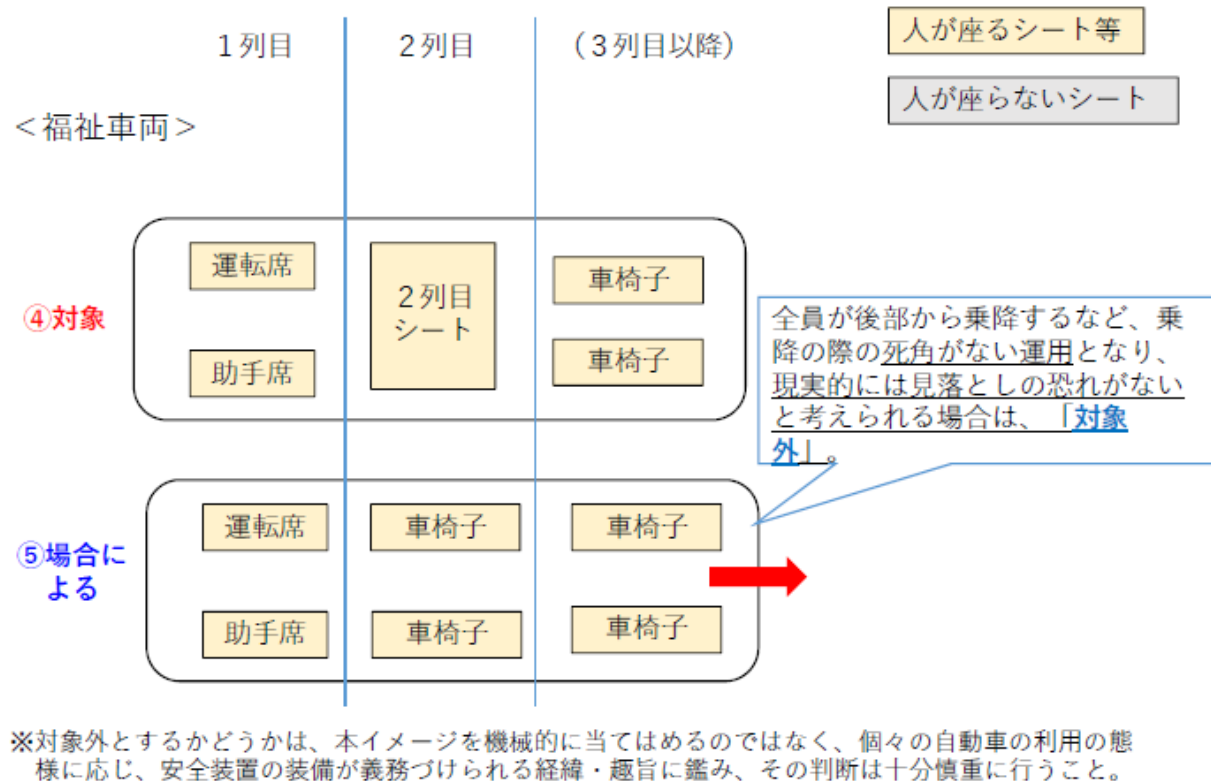 1列目
2列目
(3列目以降)
人が座るシート等
人が座らないシート
<福祉車両>
④対象
運転席
助手席
2列目
シート
車椅子
車椅子
全員が後部から乗降するなど、乗
降の際の死角がない運用となり、
現実的には見落としの恐れがない
と考えられる場合は、「対象
外」。
⑤場合に
よる
運転席
助手席
車椅子
車椅子
車椅子
車椅子
※対象外とするかどうかは、本イメージを機械的に当てはめるのではなく、個々の自動車の利用の態
様に応じ、安全装置の装備が義務づけられる経緯・趣旨に鑑み、その判断は十分慎重に行うこと。